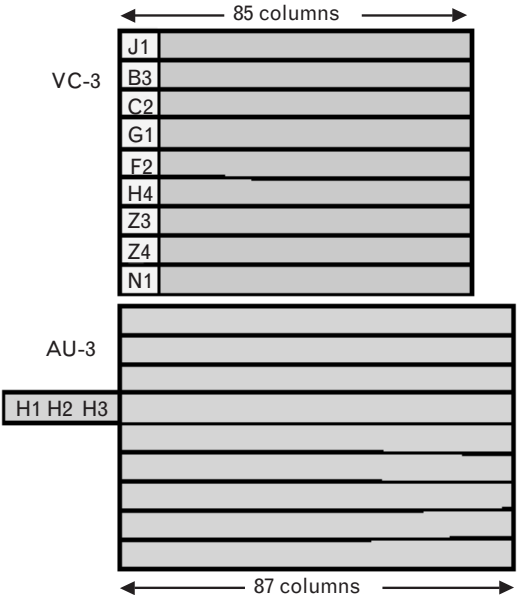 85 columns
VC-3
J1
B3
C2
G1
F2
H4
Z3
Z4
N1
AU-3
H1 H2 H3
87 columns